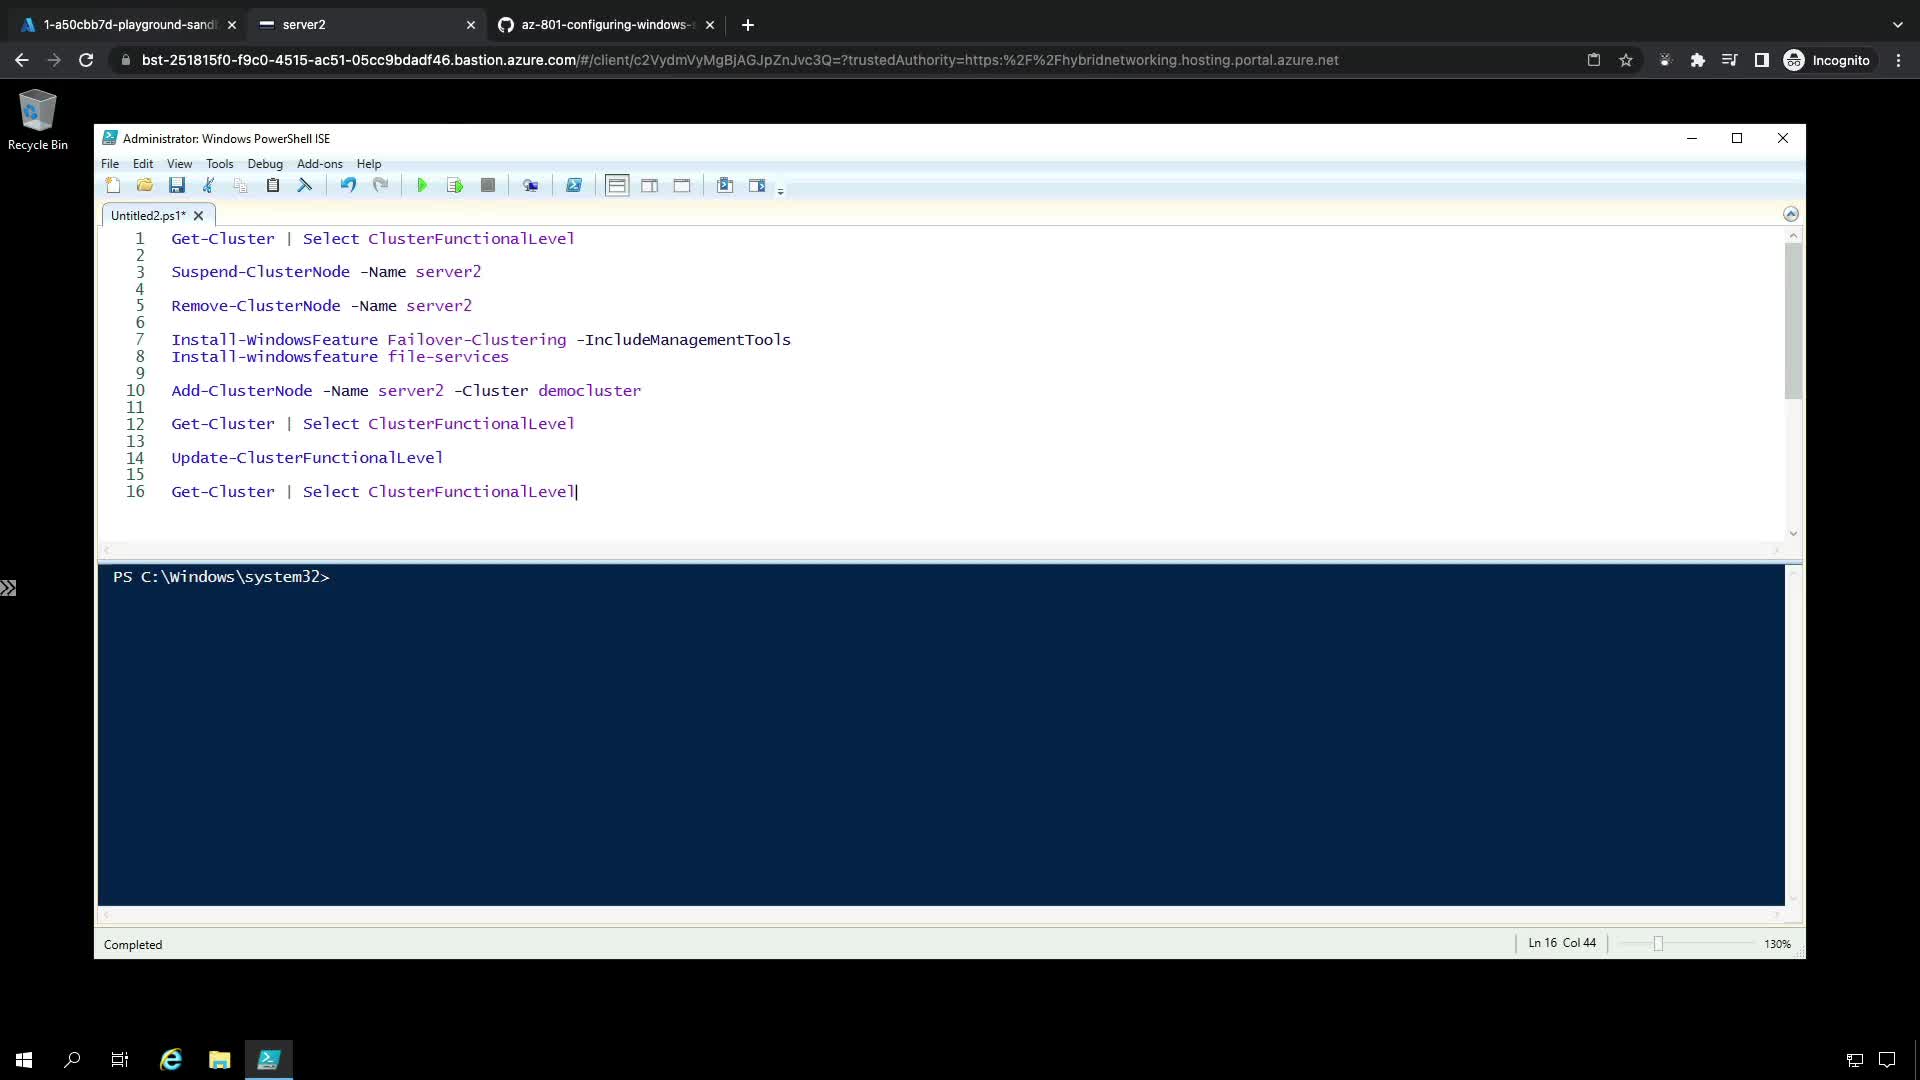 1-a50cbb7d-playground-sand
server2
az-801-configuring-windows-
bst-251815f0-f9c0-4515-ac51-05cc9bdadf46.bastion.azure.com/#/client/c2VydmVyMgBjAGJpZnJvc3Q=?trustedAuthority=https:%2F%2Fhybridnetworking.hosting.portal.azure.net
Incognito
Recycle Bin
Administrator: Windows PowerShell ISE
File Edit View Tools Debug Add-ons Help
Untitled2.ps1*
1 Get-Cluster | Select ClusterFunctionalLevel
2
3 Suspend-ClusterNode -Name server2
4
5 Remove-ClusterNode -Name server2
6
7 Install-WindowsFeature Failover-Clustering -IncludeManagementTools
8 Install-windowsfeature file-services
9
10 Add-ClusterNode -Name server2 -Cluster democluster
11
12 Get-Cluster | Select ClusterFunctionalLevel
13
14 Update-ClusterFunctionalLevel
15
16 Get-Cluster | Select ClusterFunctionalLevel
PS C:\Windows\system32>
Completed
Ln 16 Col 44
130%